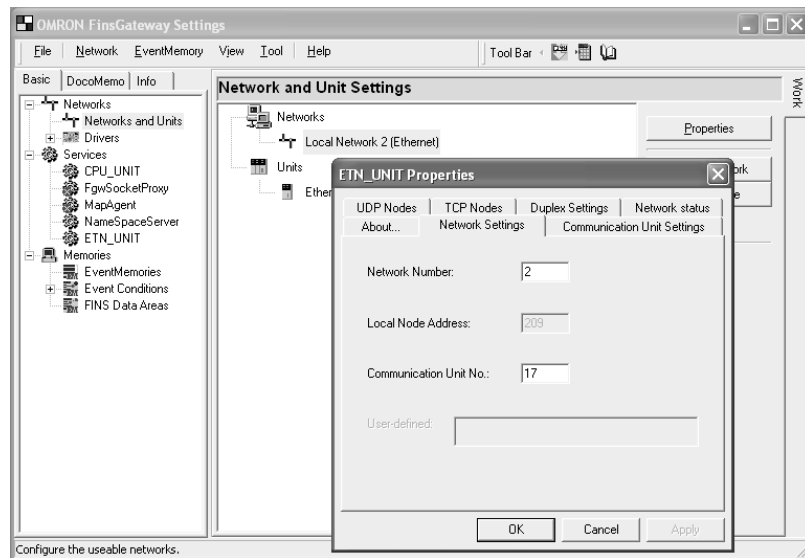 OMRON FinsGateway Settings
File Network EventMemory View Tool Help
Tool Bar
Basic DocoMemo Info
Networks
Networks and Units
Drivers
Services
CPU_UNIT
FgwSocketProxy
MapAgent
NameSpaceServer
ETN_UNIT
Memories
EventMemories
Event Conditions
FINS Data Areas
Network and Unit Settings
Networks
Local Network 2 (Ethernet)
Units
Ether
Properties
ork
e
Work
ETN_UNIT Properties
UDP Nodes TCP Nodes Duplex Settings Network status
About... Network Settings Communication Unit Settings
Network Number: 2
Local Node Address: 209
Communication Unit No.: 17
User-defined:
OK Cancel Apply
Configure the useable networks.